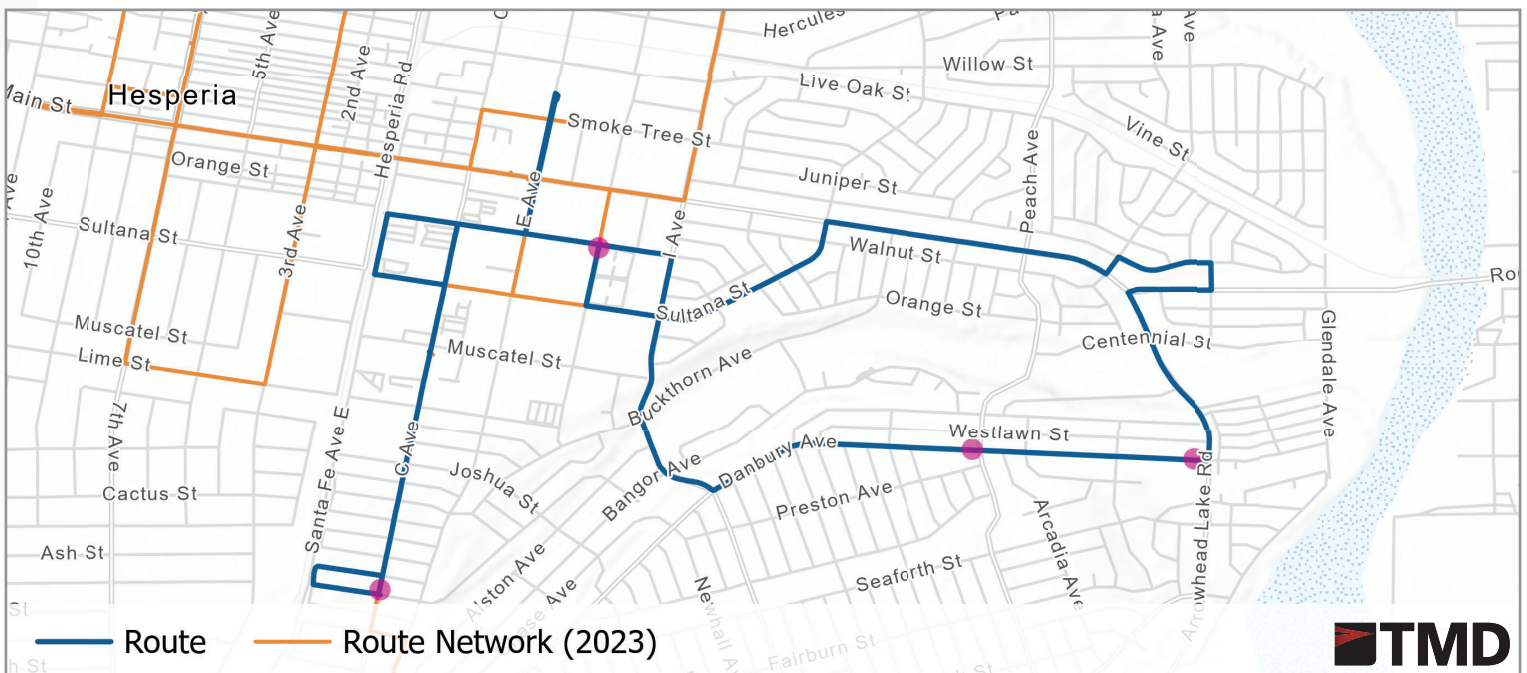 Hercules
Willow St
Live Oak St
5th Ave
2nd Ave
Hesperia Rd
Main St
Hesperia
Smoke Tree St
Vine St
Peach Ave
Orange St
Juniper St
10th Ave
Sultana St
3rd Ave
E Ave
I Ave
Walnut St
Sultana St
Orange St
Centennial St
Glendale Ave
Muscatel St
Lime St
Muscatel St
Buckthorn Ave
7th Ave
Santa Fe Ave E
C Ave
Westlawn St
Danbury Ave
Bangor Ave
Joshua St
Cactus St
Preston Ave
Arcadia Ave
Arrowhead Lake Rd
Ash St
Seaforth St
Newhall
Fairburn St
Route
Route Network (2023)
TMD